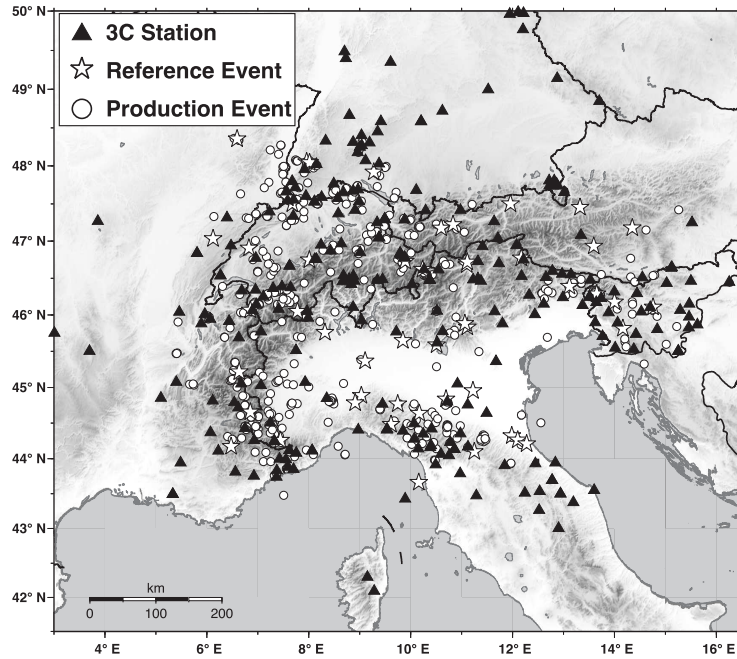 50° N
3C Station
Reference Event
Production Event
49° N
48° N
47° N
46° N
45° N
44° N
43° N
42° N
km
0 100 200
4° E 6° E 8° E 10° E 12° E 14° E 16° E